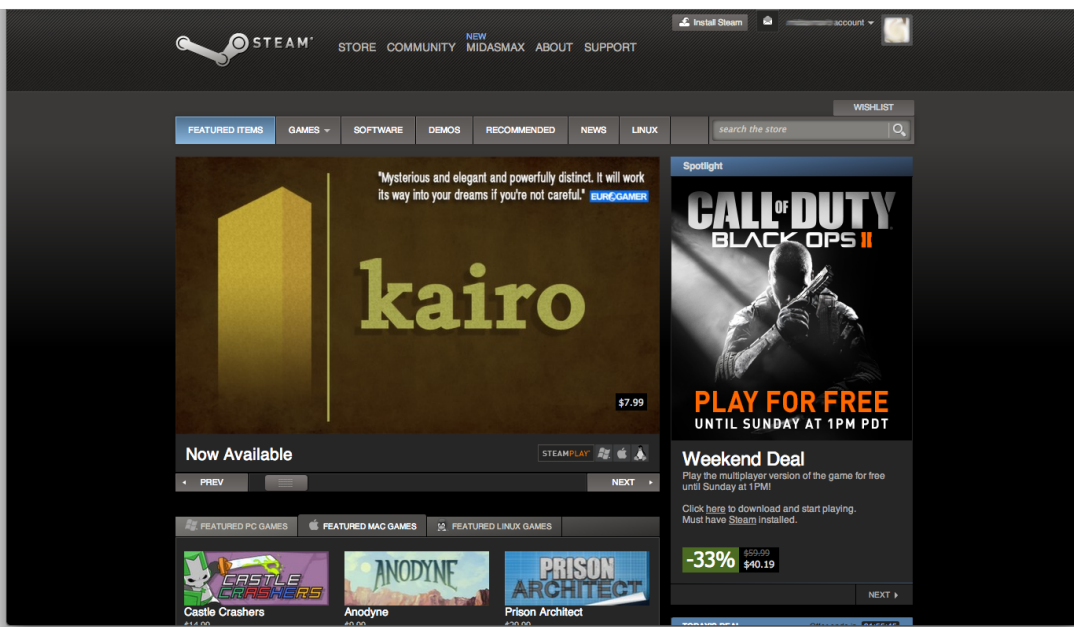 Install Steam
account
STEAM
STORE COMMUNITY NEW MIDASMAX ABOUT SUPPORT
WISHLIST
FEATURED ITEMS GAMES SOFTWARE DEMOS RECOMMENDED NEWS LINUX
search the store
"Mysterious and elegant and powerfully distinct. It will work
its way into your dreams if you're not careful." EUROGAMER
kairo
$7.99
Now Available
STEAMPLAY
PREV
NEXT
Spotlight
CALL OF DUTY
BLACK OPS II
PLAY FOR FREE
UNTIL SUNDAY AT 1PM PDT
Weekend Deal
Play the multiplayer version of the game for free
until Sunday at 1PM!
Click here to download and start playing.
Must have Steam installed.
-33% $59.99
$40.19
NEXT
FEATURED PC GAMES FEATURED MAC GAMES FEATURED LINUX GAMES
CASTLE
CRASHERS
ANODYNE
PRISON
ARCHITECT
Castle Crashers
Anodyne
Prison Architect
TODAY'S DEAL